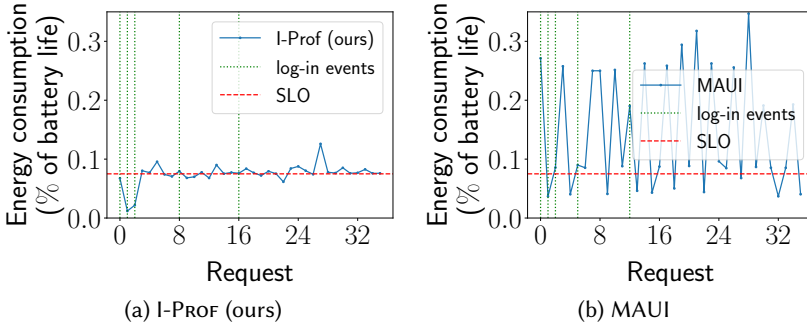 Energy consumption
(% of battery life)
0.3
0.2
0.1
0.0
I-Prof (ours)
log-in events
SLO
0
8
16
24
32
Request
(a) I-Prof (ours)
Energy consumption
(% of battery life)
0.3
0.2
0.1
0.0
MAUI
log-in events
SLO
0
8
16
24
32
Request
(b) MAUI